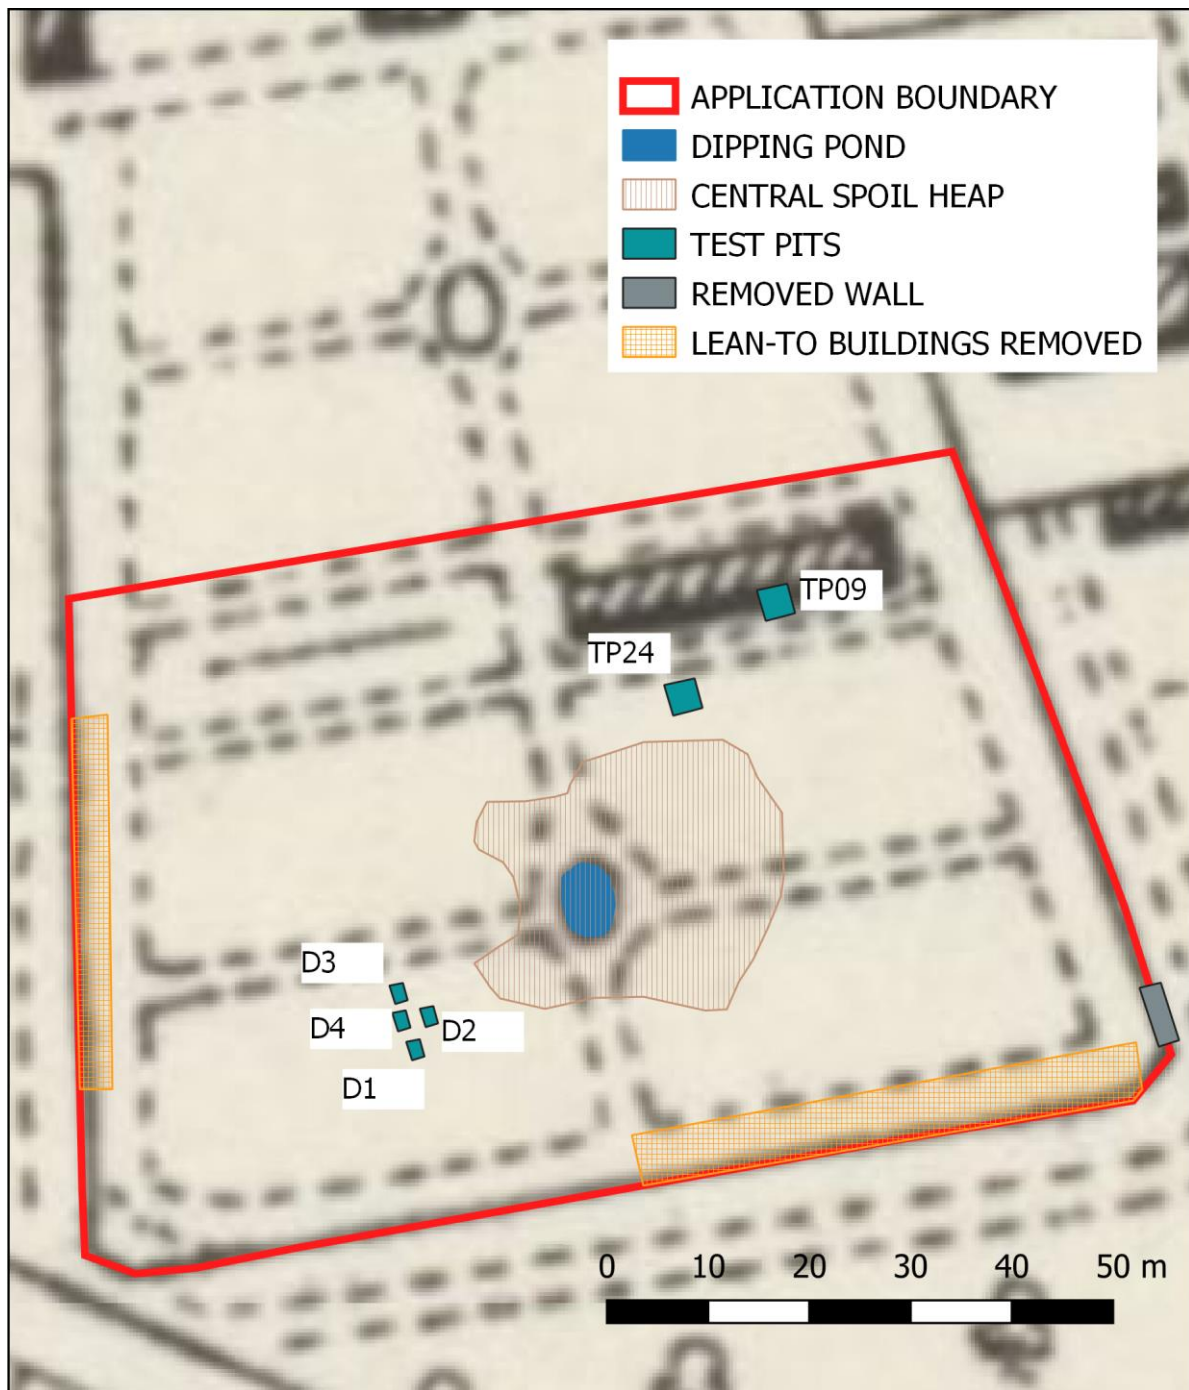 APPLICATION BOUNDARY
DIPPING POND
CENTRAL SPOIL HEAP
TEST PITS
REMOVED WALL
LEAN-TO BUILDINGS REMOVED
TP09
TP24
D3
D4
D2
D1
0 10 20 30 40 50 m